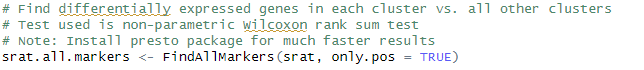 # Find differentially expressed genes in each cluster vs. all other clusters
# Test used is non-parametric Wilcoxon rank sum test
# Note: Install presto package for much faster results
srat.all.markers <- FindAllMarkers(srat, only.pos = TRUE)